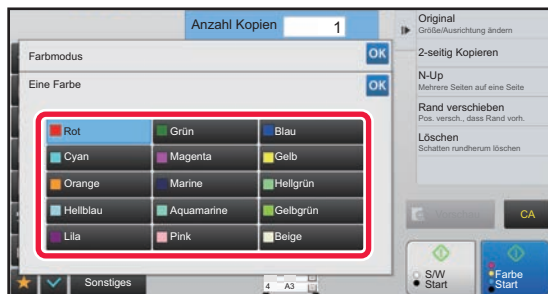 Anzahl Kopien 1
Farbmodus OK
Eine Farbe OK
Rot Grün Blau
Cyan Magenta Gelb
Orange Marine Hellgrün
Hellblau Aquamarine Gelbgrün
Lila Pink Beige
Sonstiges
4 A3
Original
Größe/Ausrichtung ändern
2-seitig Kopieren
N-Up
Mehrere Seiten auf eine Seite
Rand verschieben
Pos. versch., dass Rand vorh.
Löschen
Schatten rundherum löschen
CA
S/W
Start
Farbe
Start